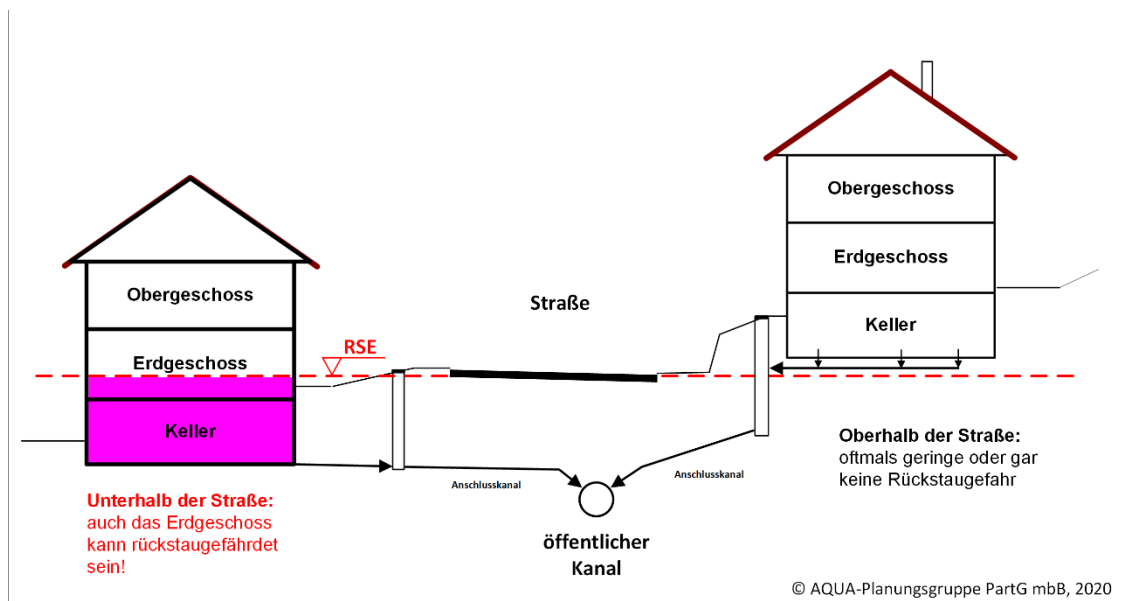 Obergeschoss
Erdgeschoss
Keller
Straße
RSE
Obergeschoss
Erdgeschoss
Keller
Unterhalb der Straße:
auch das Erdgeschoss
kann rückstaugefährdet
sein!
Anschlusskanal
Anschlusskanal
öffentlicher
Kanal
Oberhalb der Straße:
oftmals geringe oder gar
keine Rückstaugefahr
© AQUA-Planungsgruppe PartG mbB, 2020